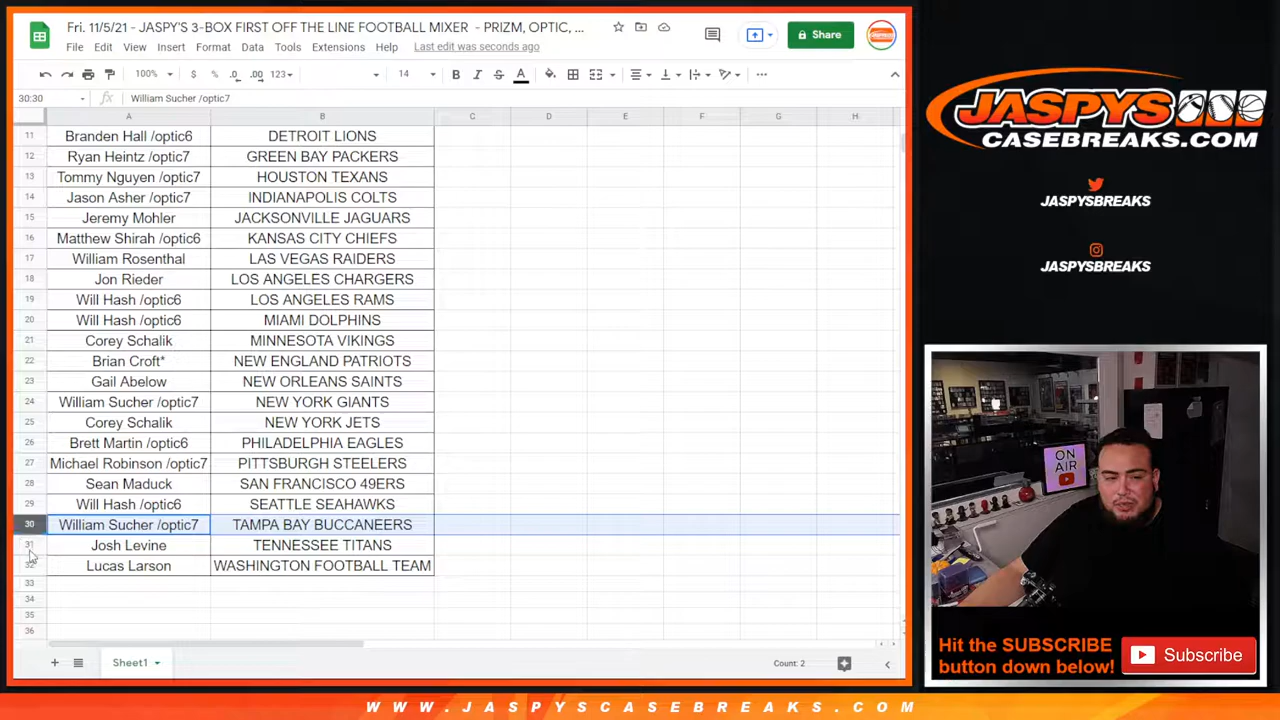 Fri. 11/5/21 - JASPY'S 3-BOX FIRST OFF THE LINE FOOTBALL MIXER - PRIZM, OPTIC, ...
File Edit View Insert Format Data Tools Extensions Help Last edit was seconds ago
Share
100% $ % .0 .00 123 14 B I S A
30:30 fx William Sucher /optic7
A B C D E F G H
11 Branden Hall /optic6 DETROIT LIONS
12 Ryan Heintz /optic7 GREEN BAY PACKERS
13 Tommy Nguyen /optic7 HOUSTON TEXANS
14 Jason Asher /optic7 INDIANAPOLIS COLTS
15 Jeremy Mohler JACKSONVILLE JAGUARS
16 Matthew Shirah /optic6 KANSAS CITY CHIEFS
17 William Rosenthal LAS VEGAS RAIDERS
18 Jon Rieder LOS ANGELES CHARGERS
19 Will Hash /optic6 LOS ANGELES RAMS
20 Will Hash /optic6 MIAMI DOLPHINS
21 Corey Schalik MINNESOTA VIKINGS
22 Brian Croft* NEW ENGLAND PATRIOTS
23 Gail Abelow NEW ORLEANS SAINTS
24 William Sucher /optic7 NEW YORK GIANTS
25 Corey Schalik NEW YORK JETS
26 Brett Martin /optic6 PHILADELPHIA EAGLES
27 Michael Robinson /optic7 PITTSBURGH STEELERS
28 Sean Maduck SAN FRANCISCO 49ERS
29 Will Hash /optic6 SEATTLE SEAHAWKS
30 William Sucher /optic7 TAMPA BAY BUCCANEERS
31 Josh Levine TENNESSEE TITANS
32 Lucas Larson WASHINGTON FOOTBALL TEAM
33
34
35
36
Sheet1
Count: 2
JASPYS
CASEBREAKS.COM
JASPYSBREAKS
JASPYSBREAKS
ON
AIR
Hit the SUBSCRIBE
button down below!
Subscribe
WWW.JASPYSCASEBREAKS.COM